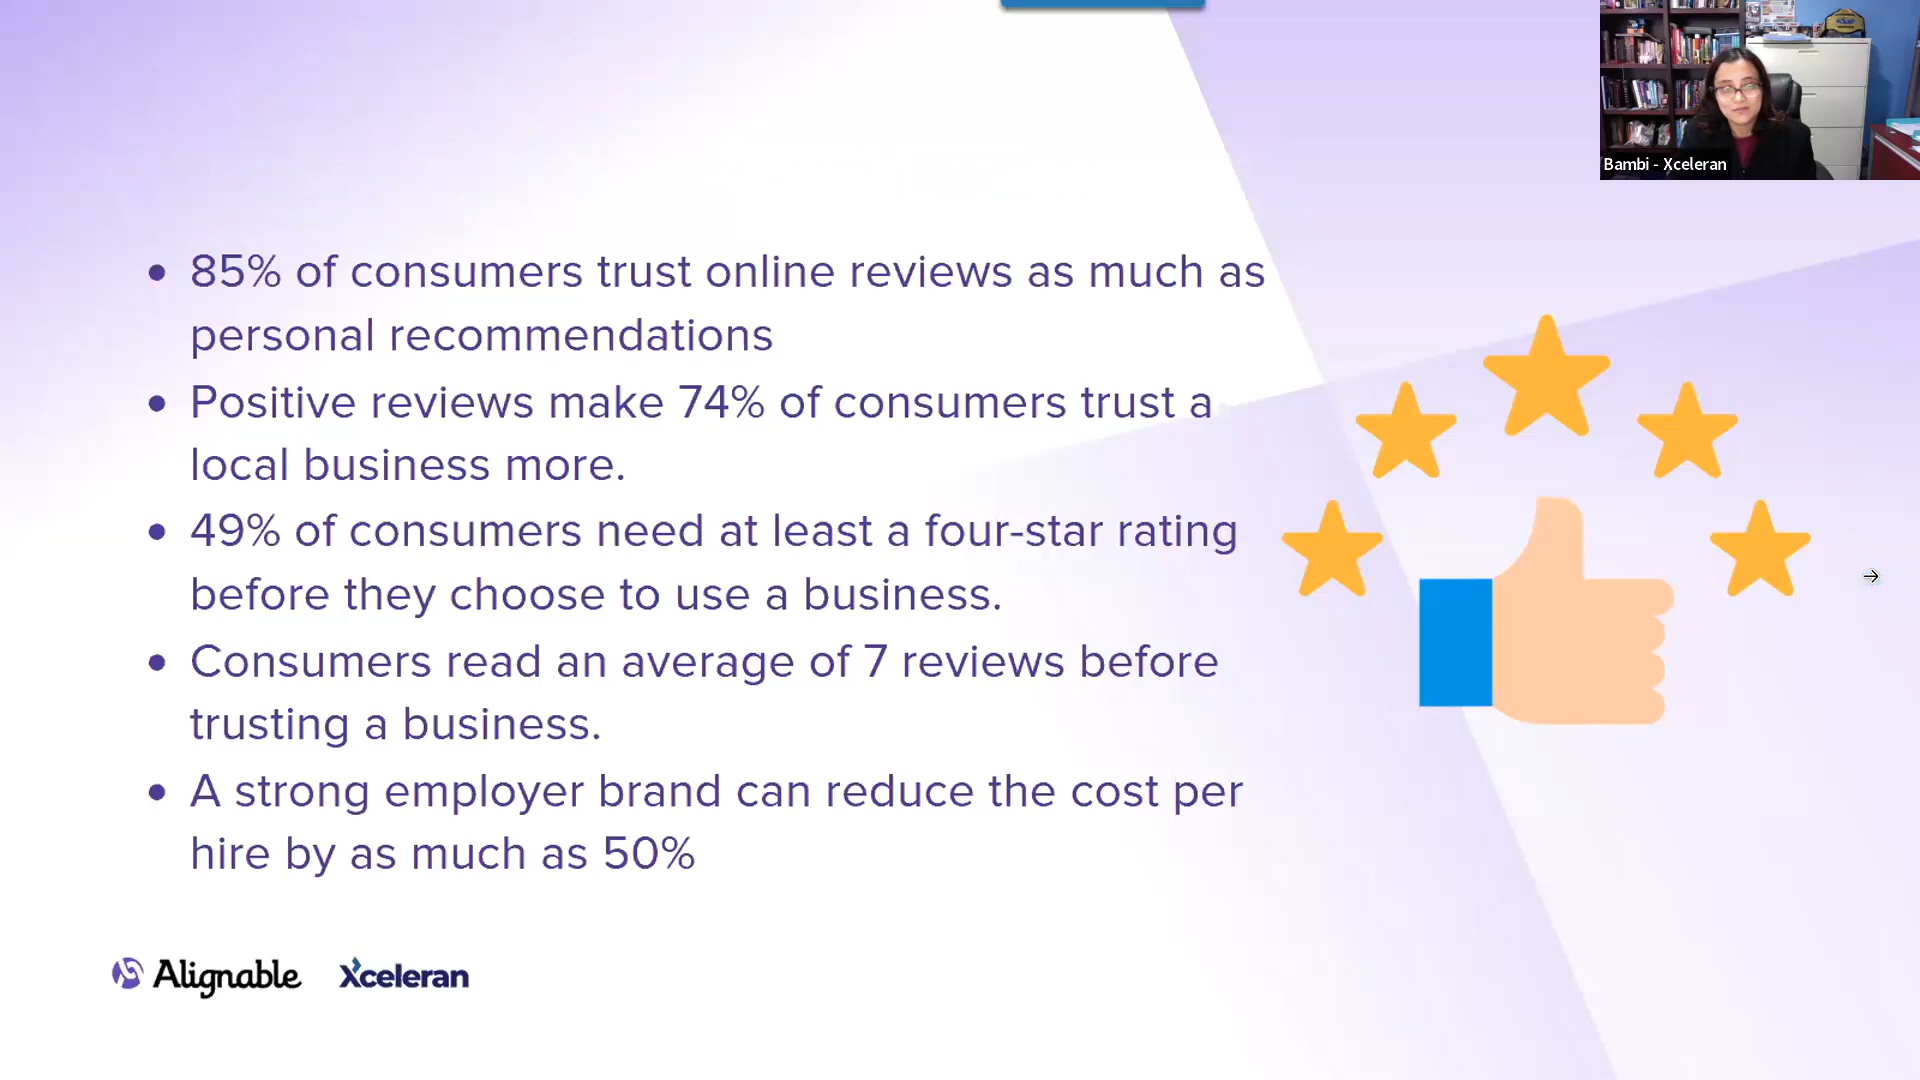 Bambi - Xceleran
• 85% of consumers trust online reviews as much as
personal recommendations
• Positive reviews make 74% of consumers trust a
local business more.
• 49% of consumers need at least a four-star rating
before they choose to use a business.
• Consumers read an average of 7 reviews before
trusting a business.
• A strong employer brand can reduce the cost per
hire by as much as 50%
Alignable
Xceleran